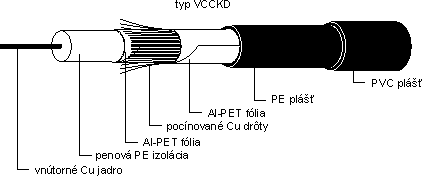 typ VCCKD
PVC plášť
PE plášť
Al-PET fólia
pocínované Cu drôty
Al-PET fólia
penová PE izolácia
vnútorné Cu jadro